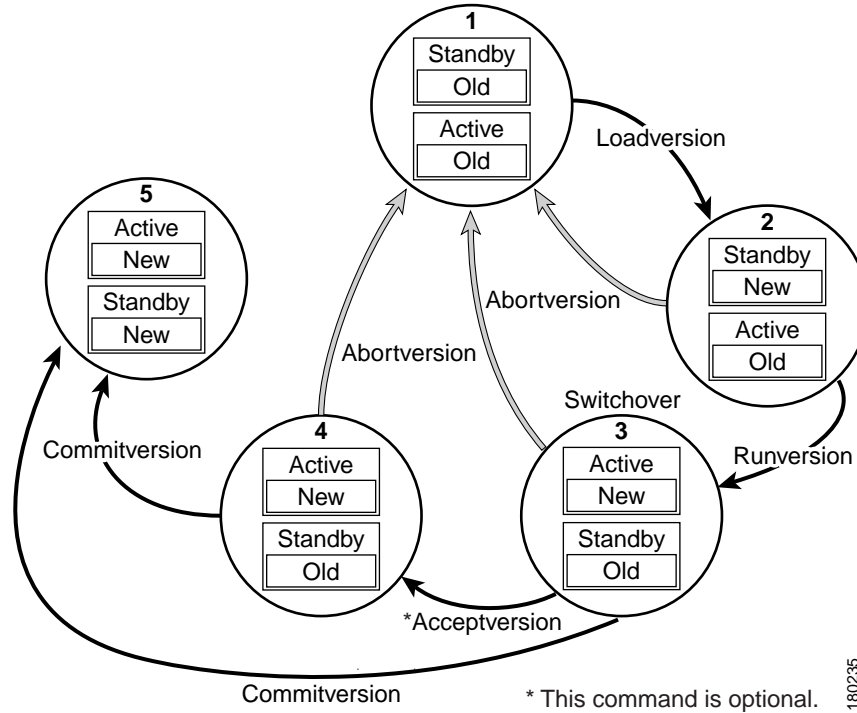 1
Standby
Old
Active
Old
Loadversion
5
Active
New
Standby
New
2
Standby
New
Active
Old
Abortversion
Abortversion
Switchover
4
Active
New
Standby
Old
3
Active
New
Standby
Old
Commitversion
Runversion
*Acceptversion
Commitversion
* This command is optional.
180235